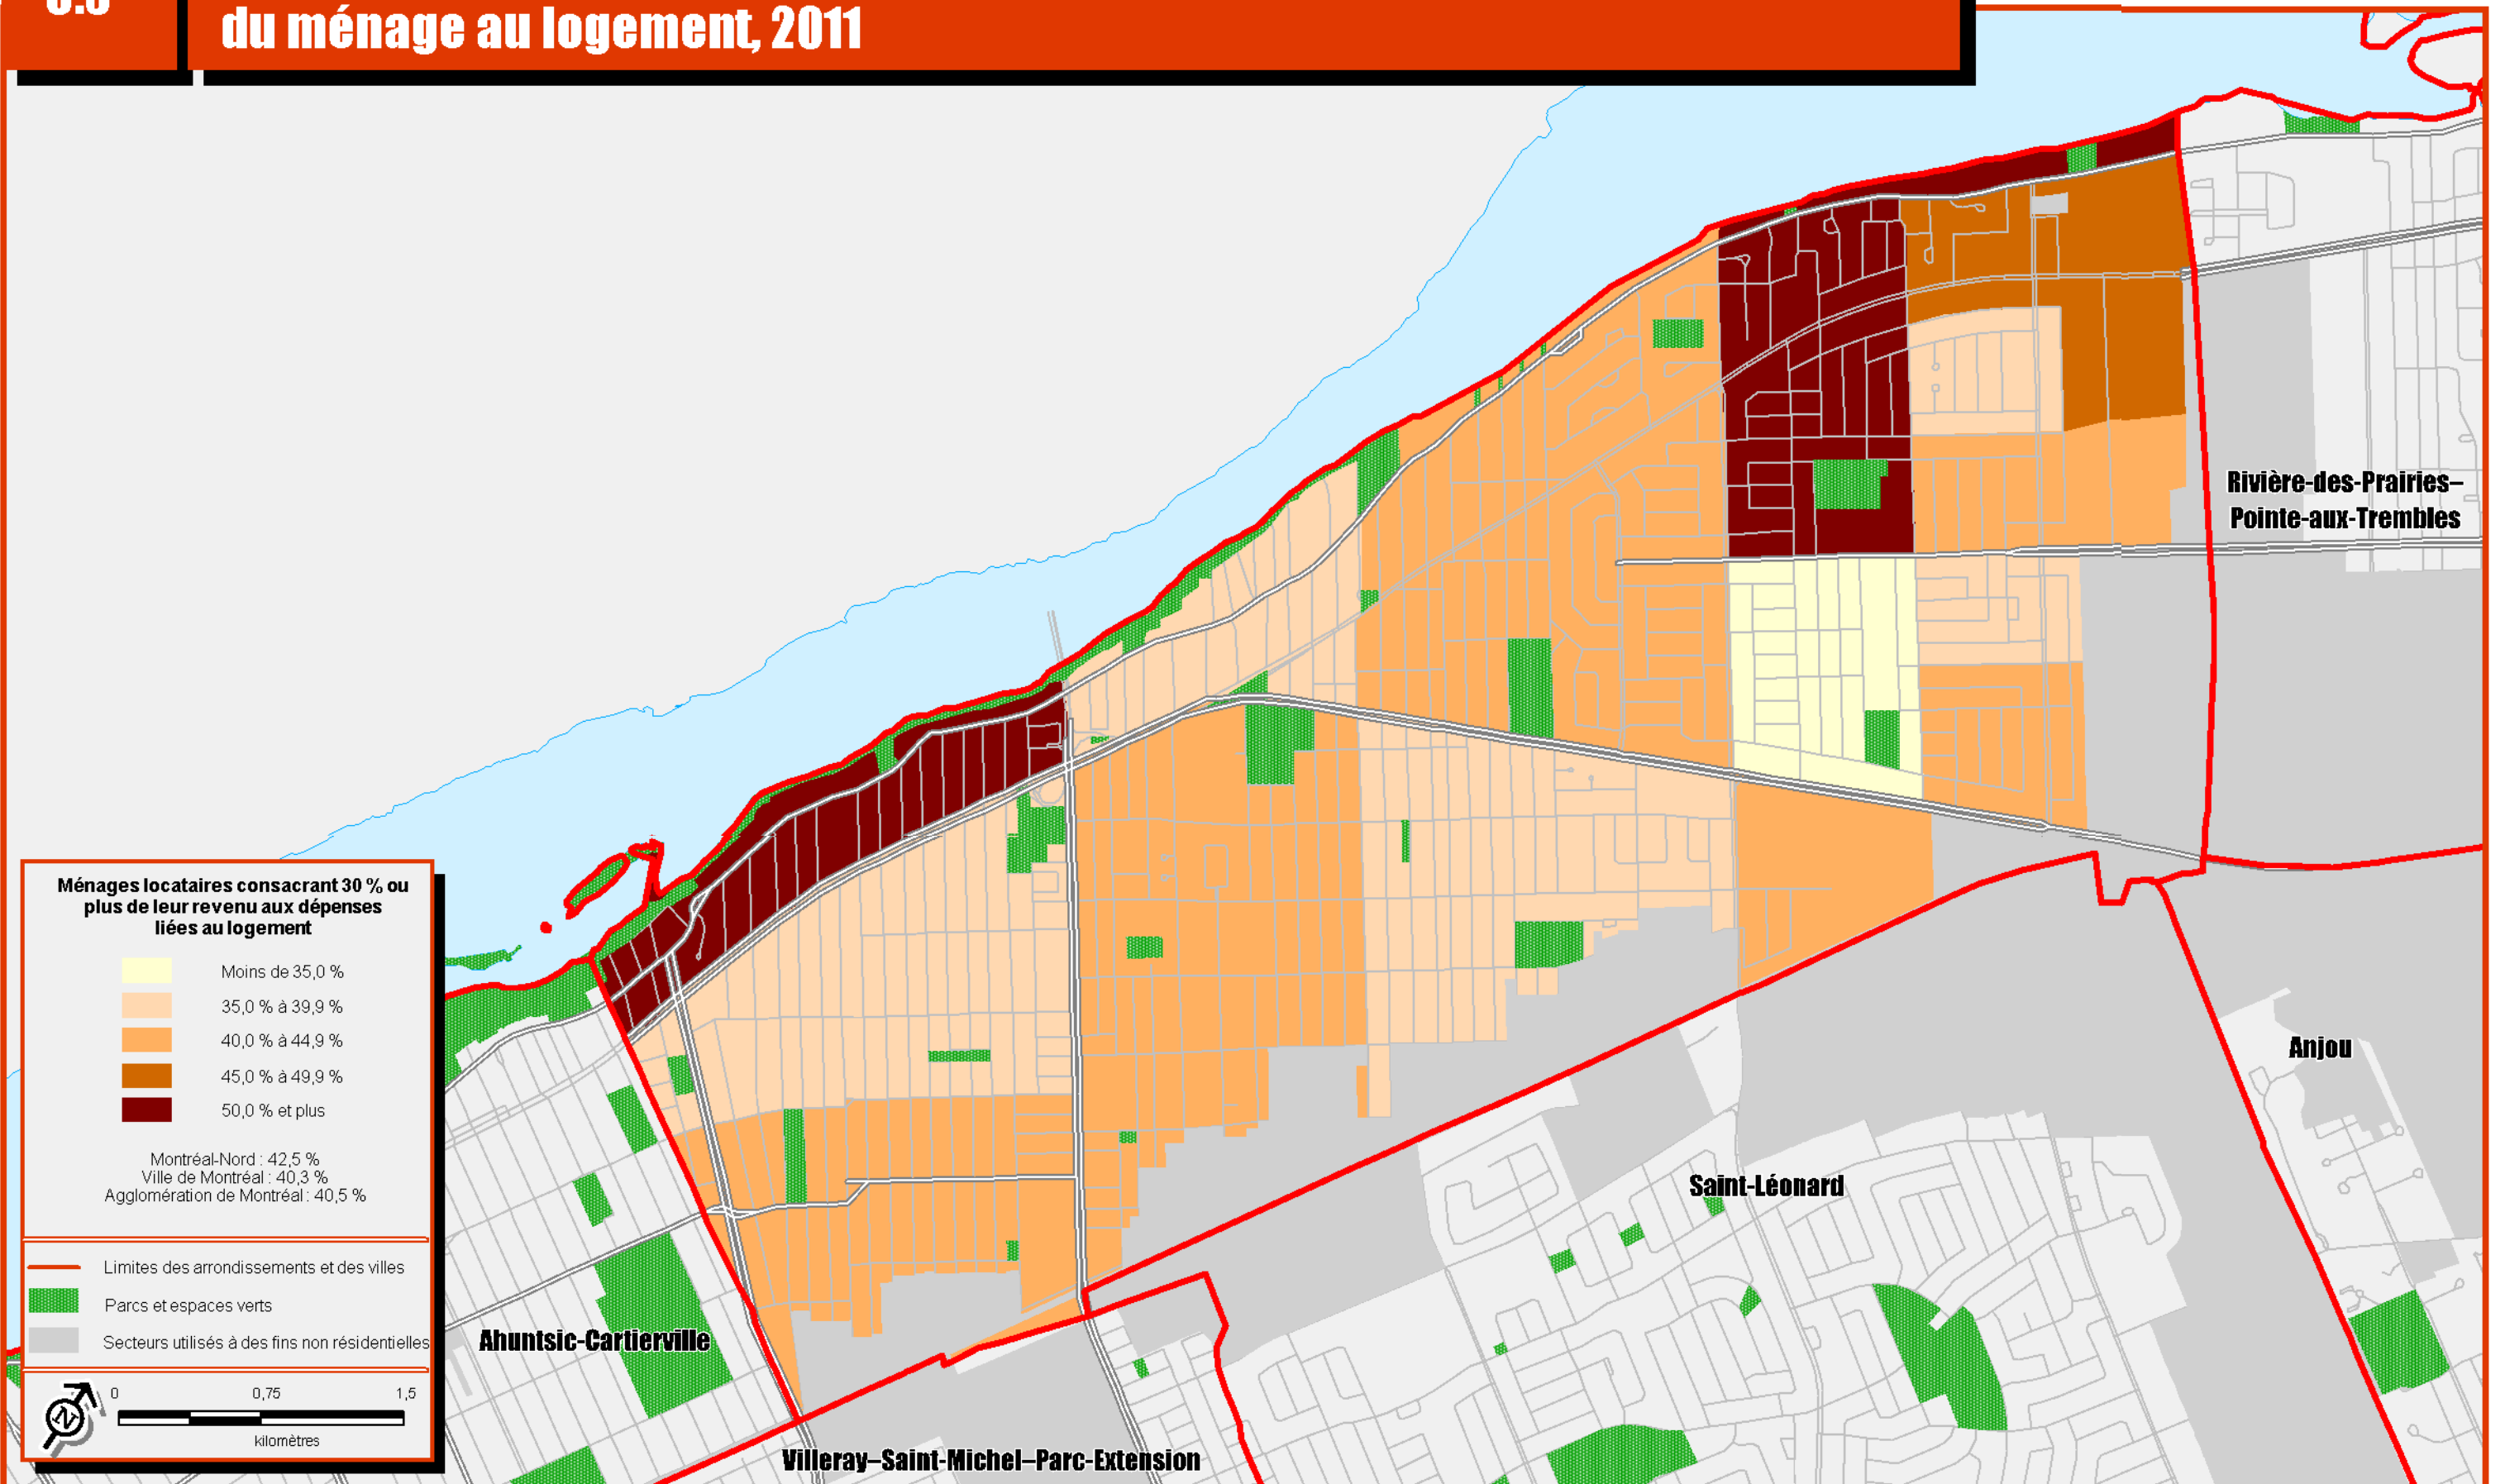 du ménage au logement, 2011
Rivière-des-Prairies–
Pointe-aux-Trembles
Ménages locataires consacrant 30 % ou
plus de leur revenu aux dépenses
liées au logement
Moins de 35,0 %
35,0 % à 39,9 %
40,0 % à 44,9 %
45,0 % à 49,9 %
50,0 % et plus
Montréal-Nord : 42,5 %
Ville de Montréal : 40,3 %
Agglomération de Montréal : 40,5 %
Limites des arrondissements et des villes
Parcs et espaces verts
Secteurs utilisés à des fins non résidentielles
N
0 0,75 1,5
kilomètres
Anjou
Saint-Léonard
Ahuntsic-Cartierville
Villeray–Saint-Michel–Parc-Extension